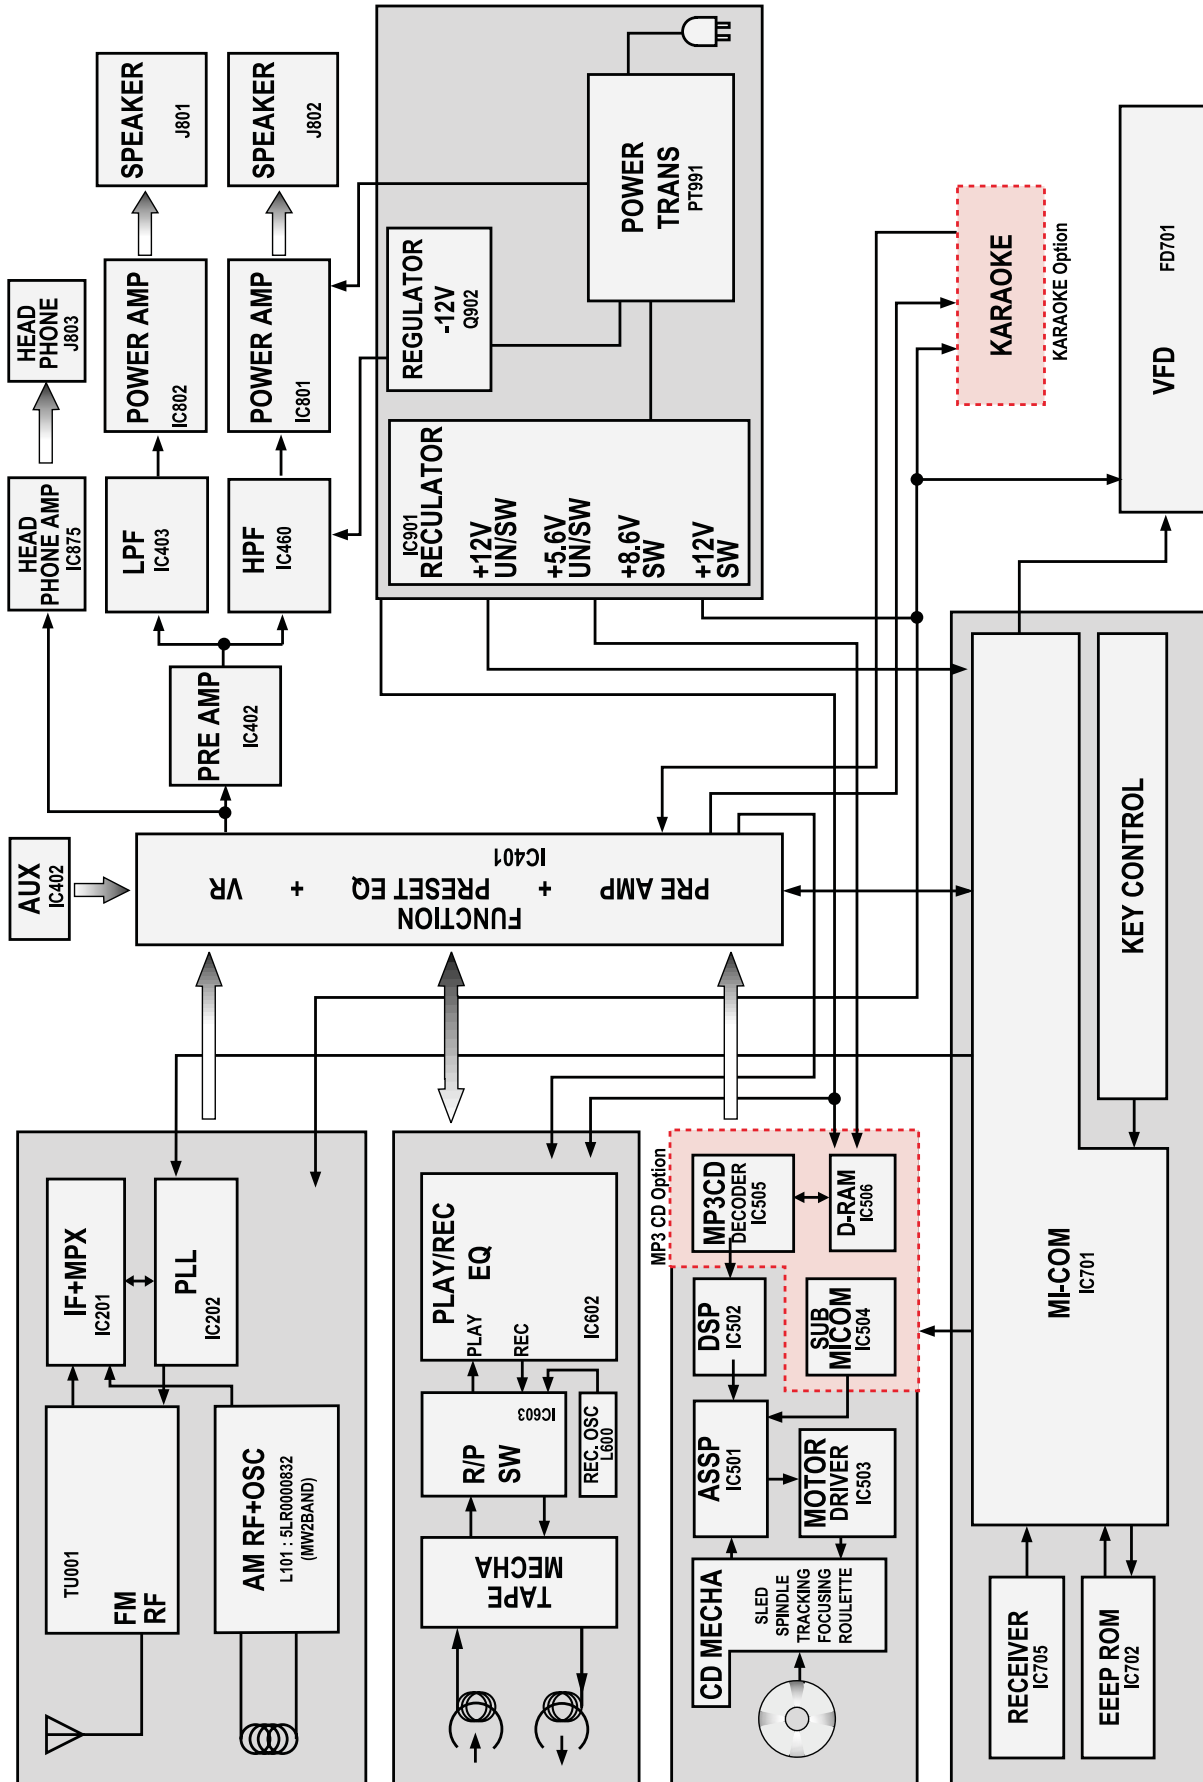 FM
RF
TU001
AM RF+OSC
L101 : 5LR0000832
(MW2BAND)
IF+MPX
IC201
PLL
IC202
TAPE
MECHA
R/P
SW
IC603
REC. OSC
L600
PLAY/REC
EQ
PLAY
REC
IC602
CD MECHA
SLED
SPINDLE
TRACKING
FOCUSING
ROULETTE
ASSP
IC501
MOTOR
DRIVER
IC503
DSP
IC502
SUB
MICOM
IC504
MP3CD
DECODER
IC505
D-RAM
IC506
MP3 CD Option
RECEIVER
IC705
EEEP ROM
IC702
MI-COM
IC701
KEY CONTROL
AUX
IC402
FUNCTION
PRE AMP + PRESET EQ + VR
IC401
PRE AMP
IC402
HEAD
PHONE AMP
IC875
HEAD
PHONE
J803
LPF
IC403
HPF
IC460
POWER AMP
IC802
POWER AMP
IC801
SPEAKER
J801
SPEAKER
J802
IC901
RECULATOR
+12V
UN/SW
+5.6V
UN/SW
+8.6V
SW
+12V
SW
REGULATOR
-12V
Q902
POWER
TRANS
PT991
KARAOKE
KARAOKE Option
VFD
FD701